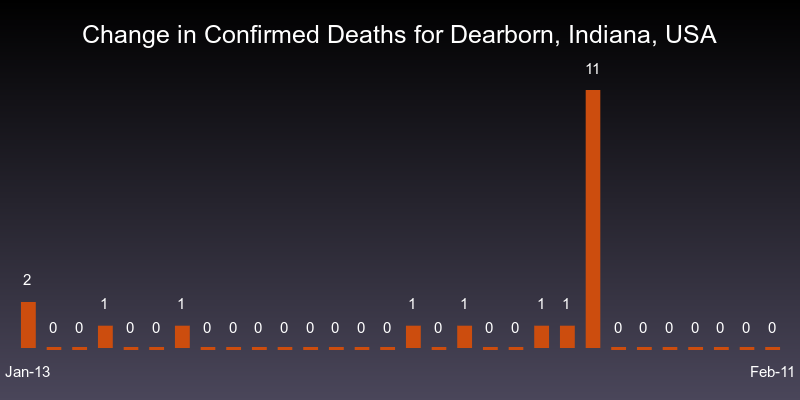 Change in Confirmed Deaths for Dearborn, Indiana, USA
11
2
1 1 1 1 1 1
0 0 0 0 0 0 0 0 0 0 0 0 0 0 0 0 0 0 0 0 0 0
Jan-13 Feb-11